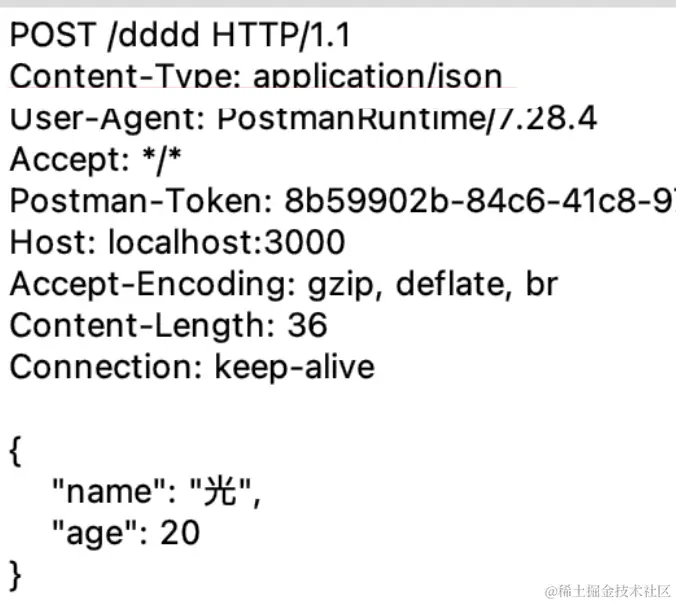 POST /dddd HTTP/1.1
Content-Type: application/json
User-Agent: PostmanRuntime/7.28.4
Accept: */*
Postman-Token: 8b59902b-84c6-41c8-97
Host: localhost:3000
Accept-Encoding: gzip, deflate, br
Content-Length: 36
Connection: keep-alive
{
"name": "光",
"age": 20
}
@稀土掘金技术社区